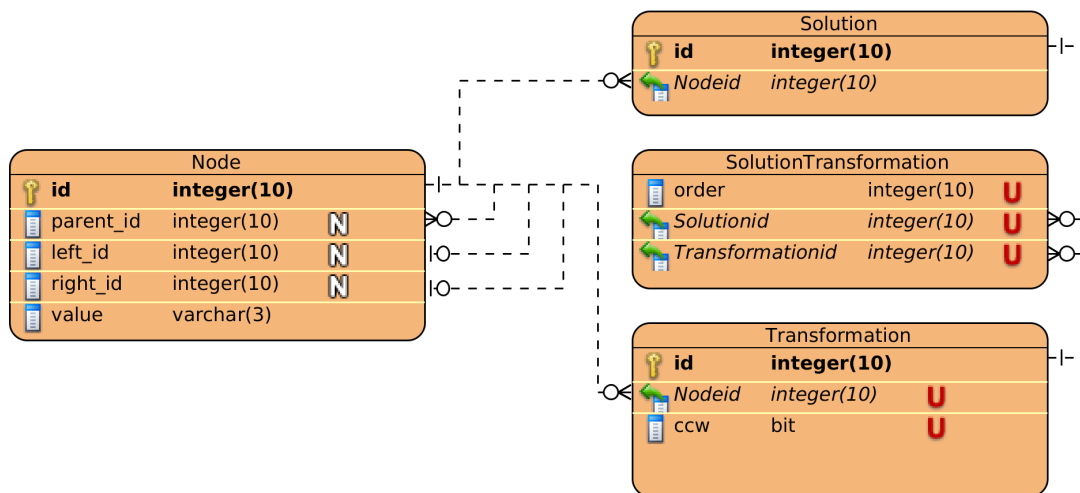 Solution
id integer(10)
Nodeid integer(10)
Node
id integer(10)
parent_id integer(10) N
left_id integer(10) N
right_id integer(10) N
value varchar(3)
SolutionTransformation
order integer(10) U
Solutionid integer(10) U
Transformationid integer(10) U
Transformation
id integer(10)
Nodeid integer(10) U
ccw bit U